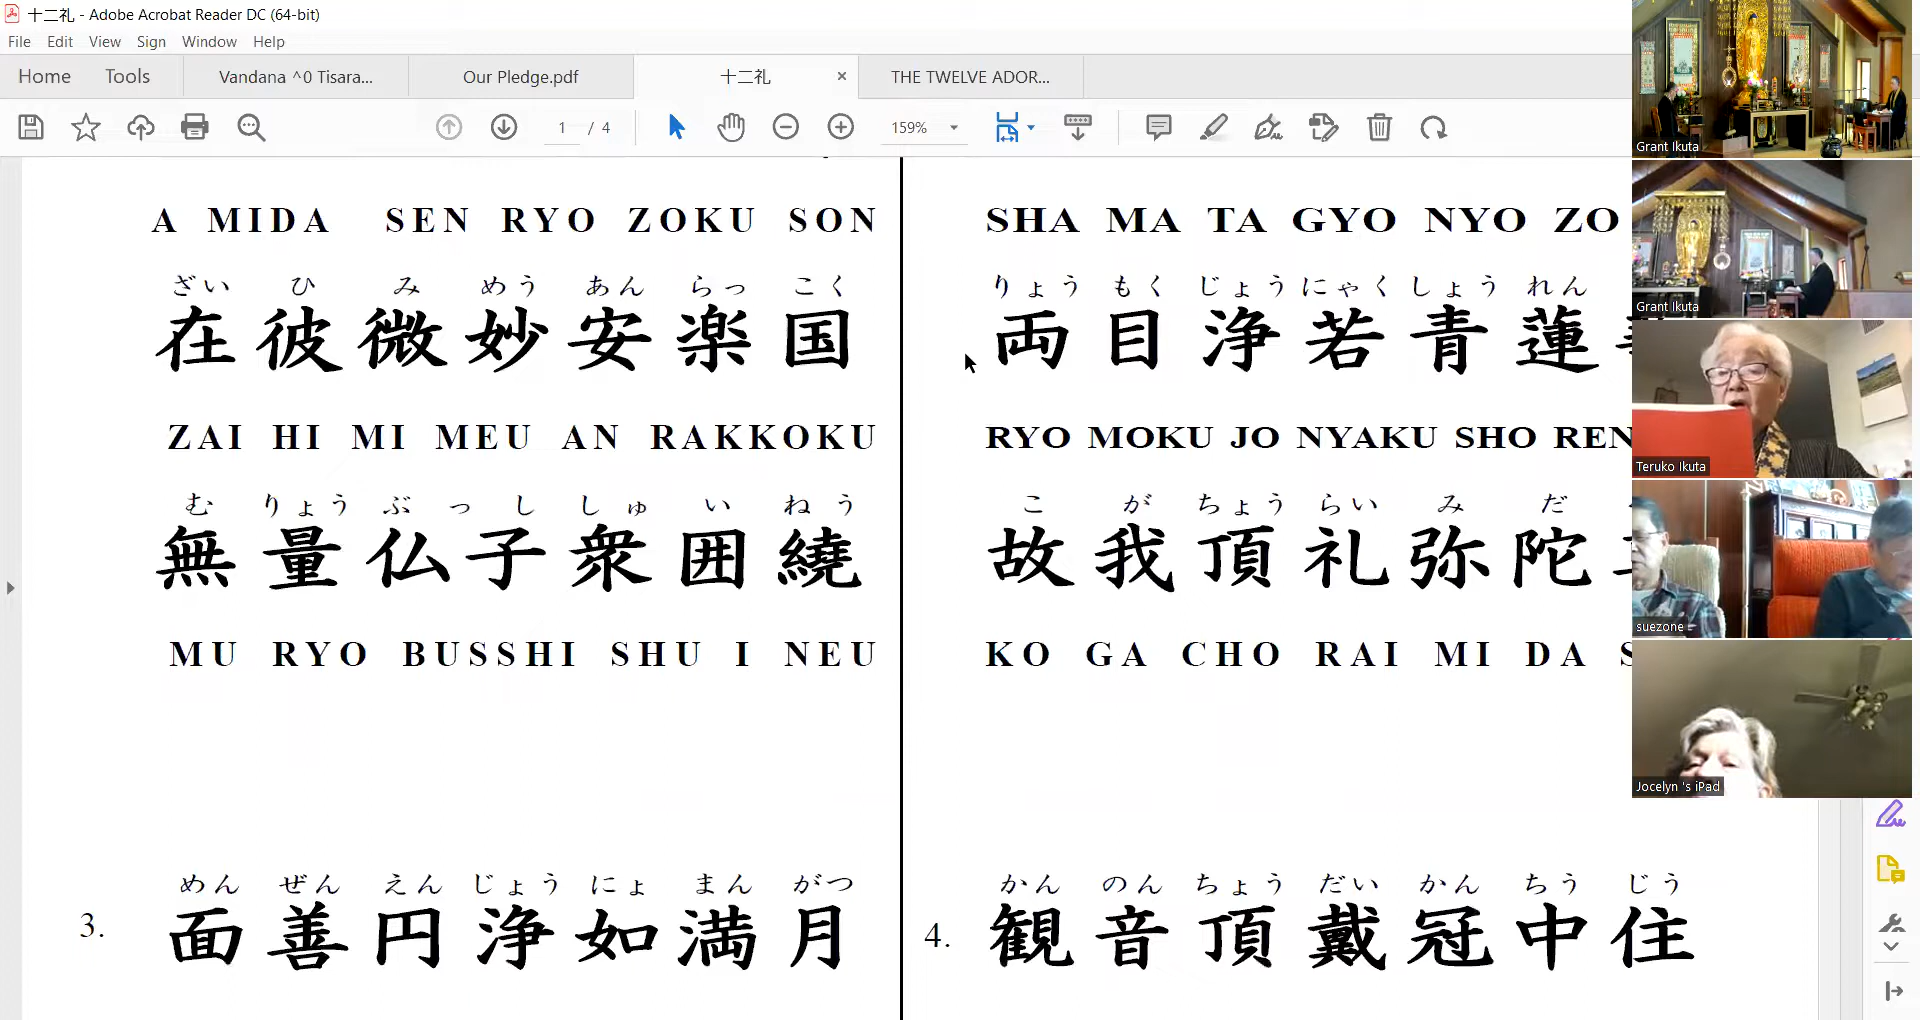 十二礼 - Adobe Acrobat Reader DC (64-bit)
File Edit View Sign Window Help
Home Tools Vandana ^0 Tisara... Our Pledge.pdf 十二礼 × THE TWELVE ADOR...
1 / 4 159%
A MIDA SEN RYO ZOKU SON
ざい ひ み めう あん らっ こく
在彼微妙安楽国
ZAI HI MI MEU AN RAKKOKU
む りょう ぶ っ し しゅ い ねう
無量仏子衆囲繞
MU RYO BUSSHI SHU I NEU
めん ぜん えん じょう にょ まん がつ
3. 面善円浄如満月
SHA MA TA GYO NYO ZO
りょう もく じょう にゃく しょう れん
両目浄若青蓮
RYO MOKU JO NYAKU SHO REN
こ が ちょう らい み だ
故我頂礼弥陀
KO GA CHO RAI MI DA S
かん のん ちょう だい かん ちう じう
4. 観音頂戴冠中住
Grant Ikuta
Grant Ikuta
Teruko Ikuta
suezone
Jocelyn 's iPad